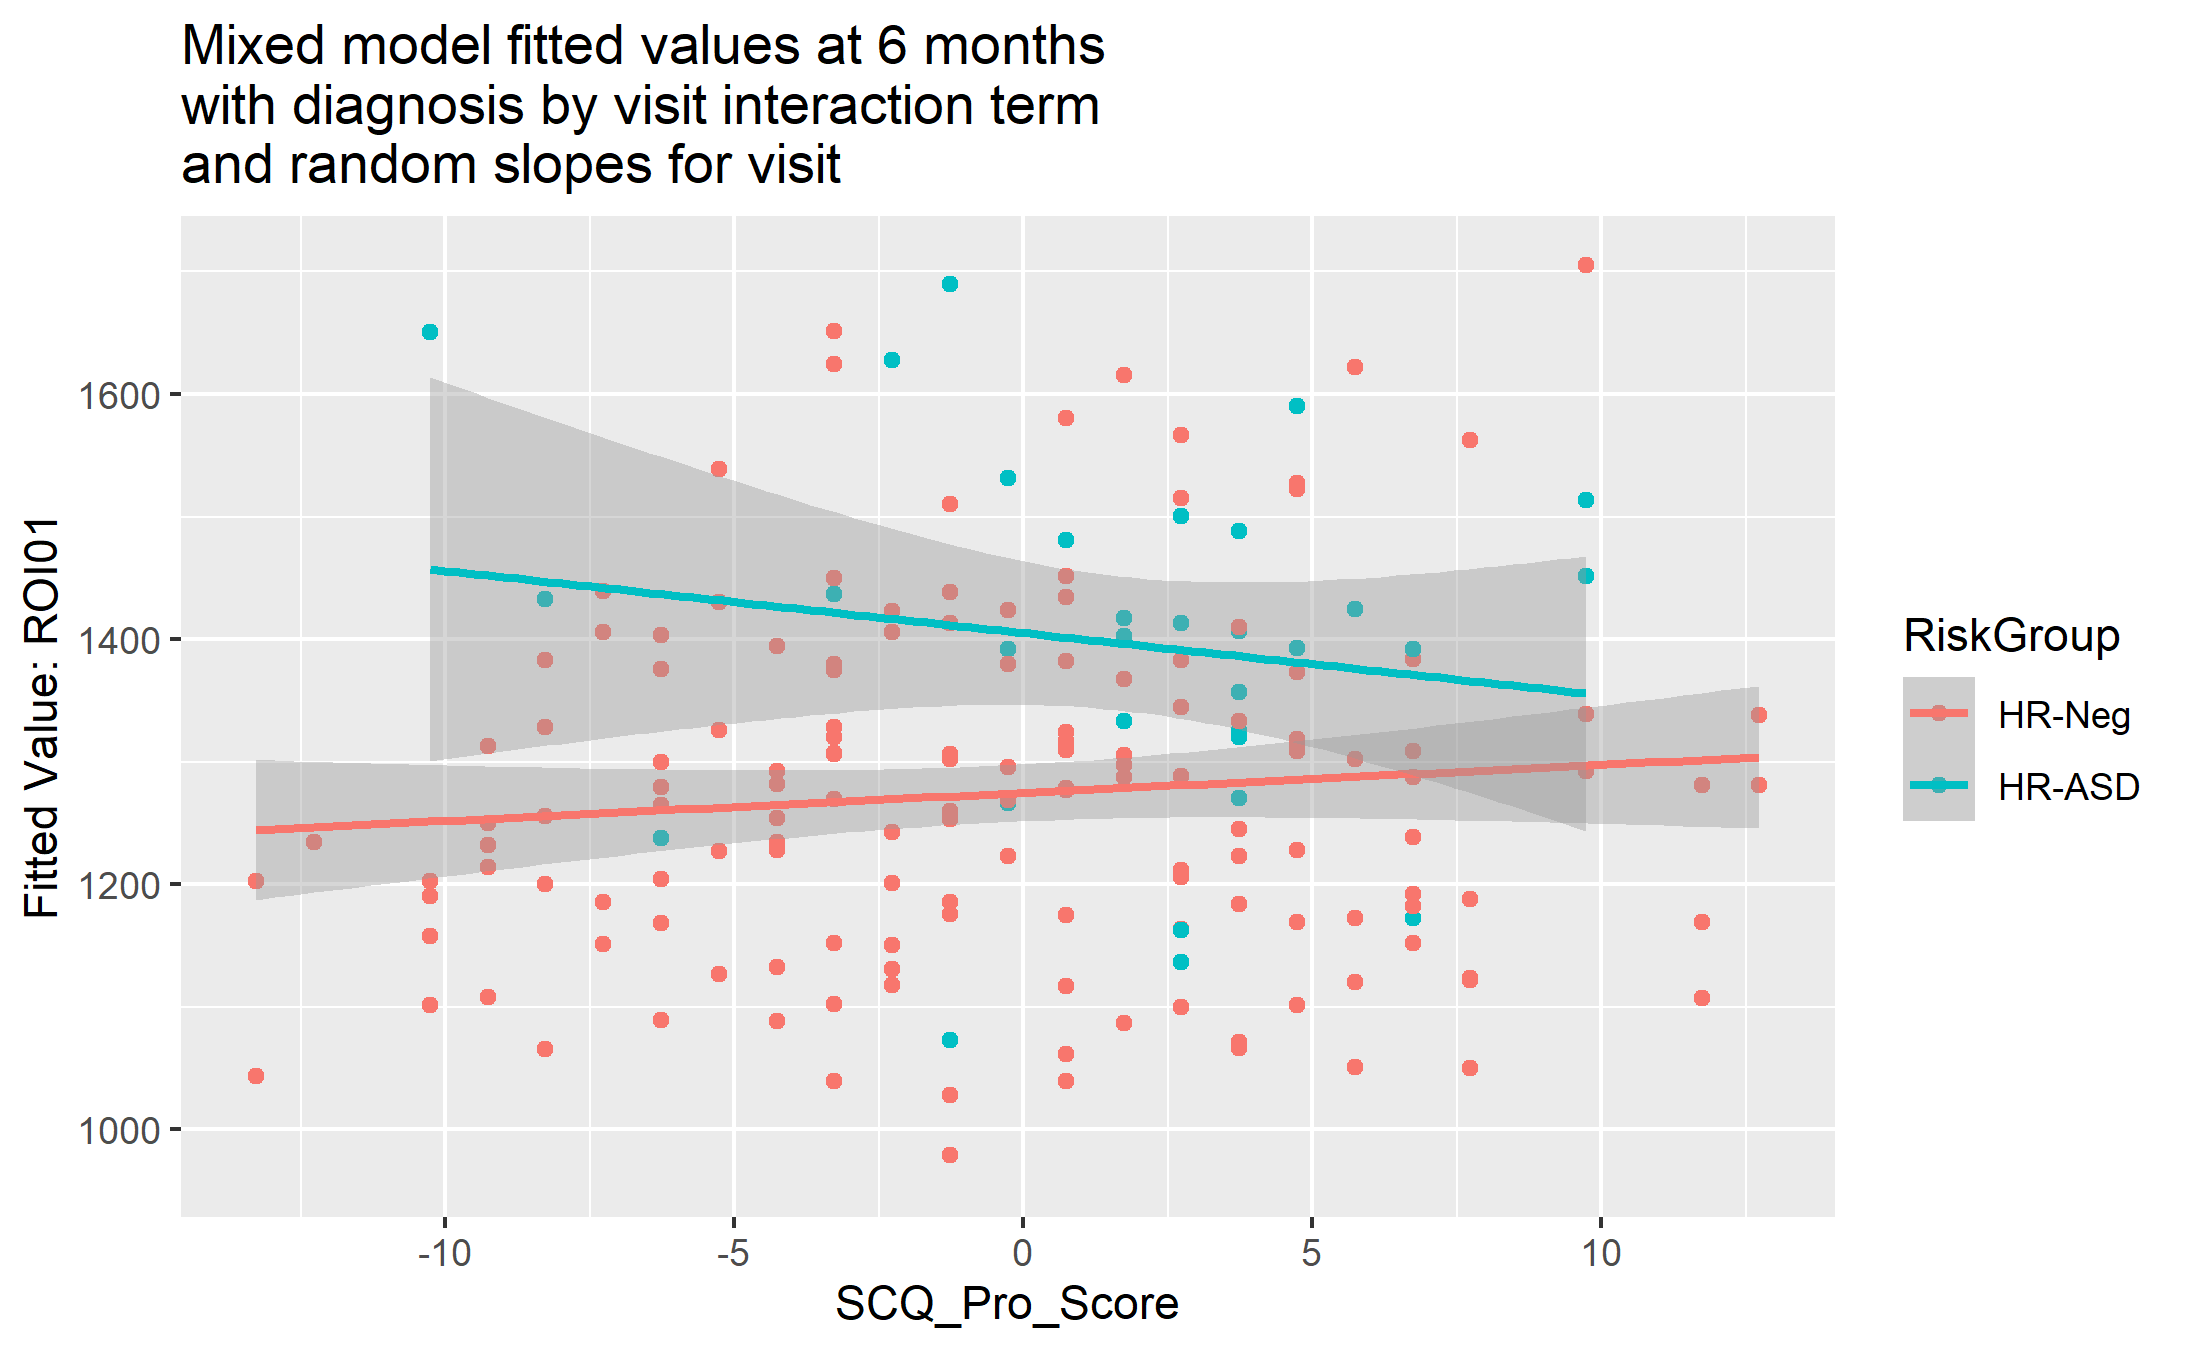 Mixed model fitted values at 6 months
with diagnosis by visit interaction term
and random slopes for visit
Fitted Value: ROI01
1600
1400
1200
1000
-10
-5
0
5
10
SCQ_Pro_Score
RiskGroup
HR-Neg
HR-ASD